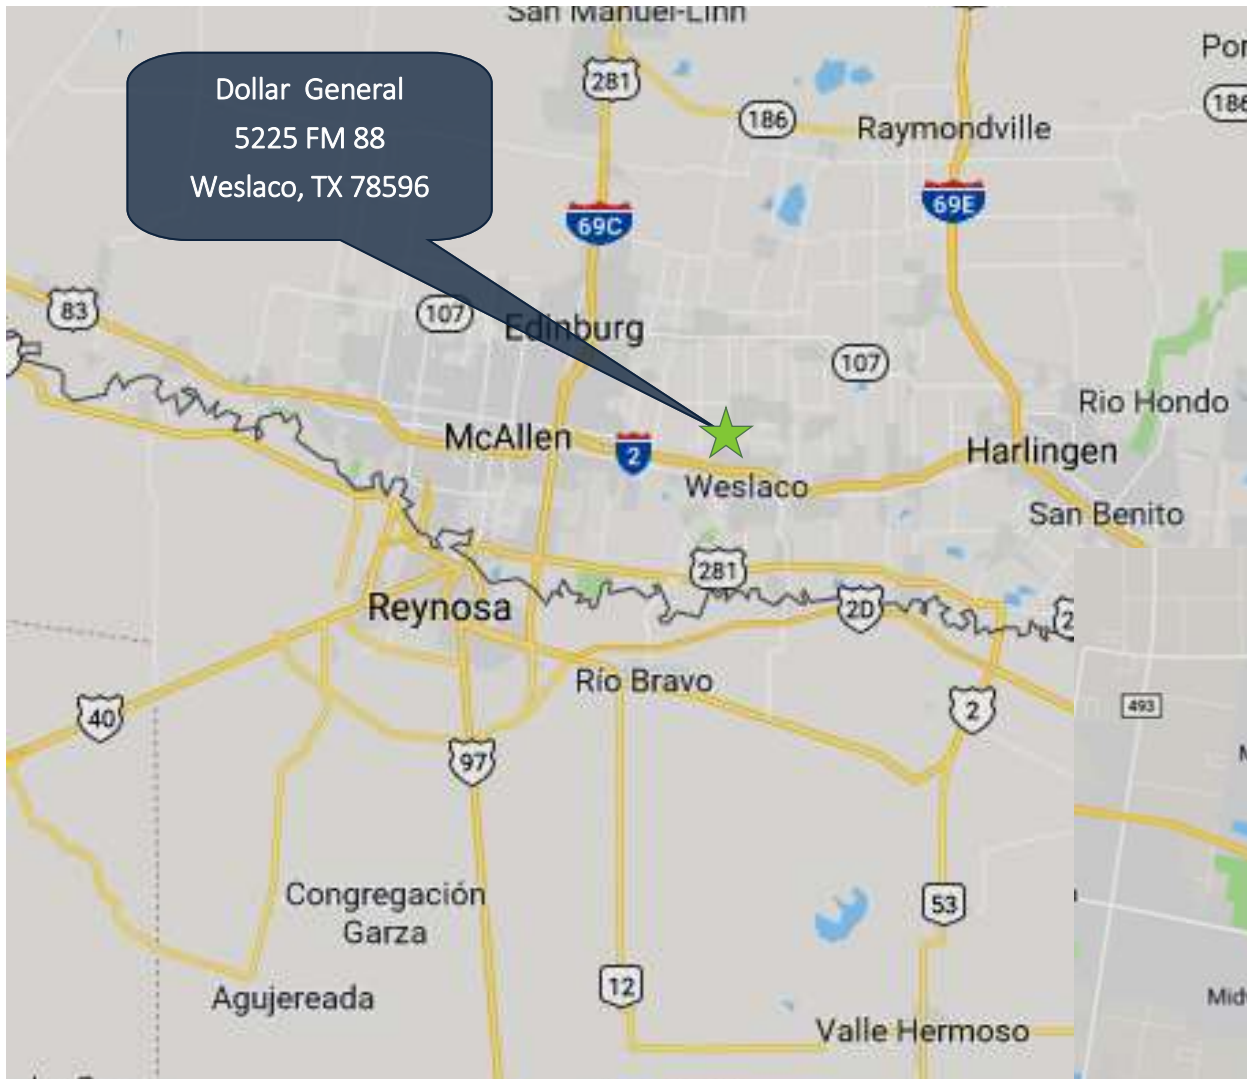 San Manuel-Linn
Dollar General
5225 FM 88
Weslaco, TX 78596
281
186
Raymondville
186
69C
69E
83
107
Edinburg
107
Rio Hondo
McAllen
2
Harlingen
Weslaco
San Benito
281
Reynosa
2D
Río Bravo
40
2
493
97
Congregación
Garza
53
12
Agujereada
Valle Hermoso